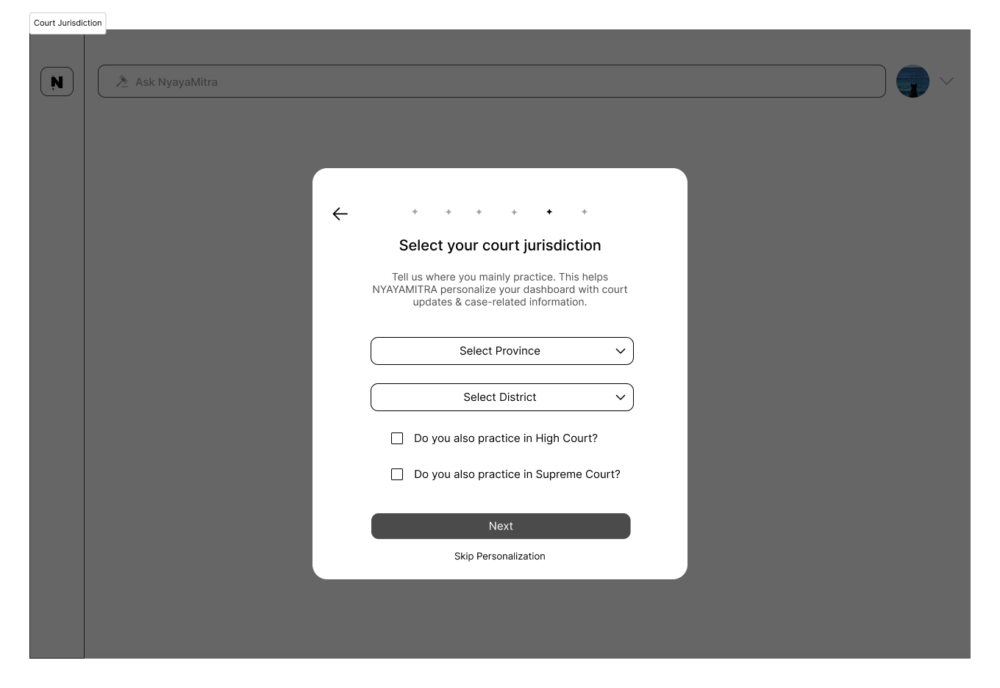 Court Jurisdiction
N
Ask NyayaMitra
Select your court jurisdiction
Tell us where you mainly practice. This helps
NYAYAMITRA personalize your dashboard with court
updates & case-related information.
Select Province
Select District
Do you also practice in High Court?
Do you also practice in Supreme Court?
Next
Skip Personalization